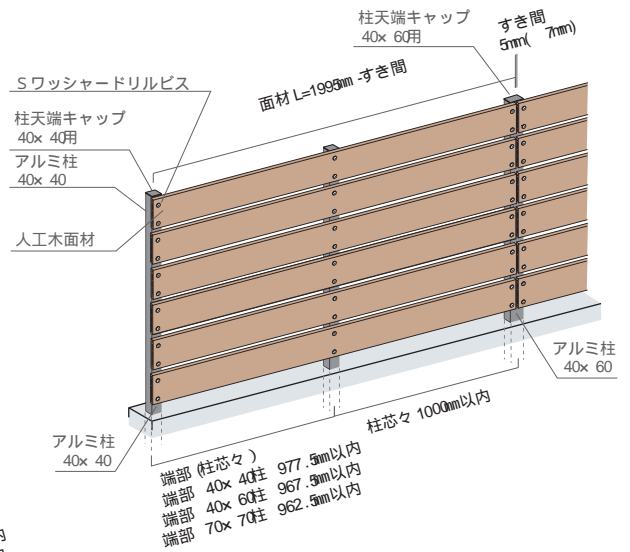 柱天端キャップ
40×60用
すき間
5mm( 7mm)
Sワッシャードリルビス
面材 L=1995mm -すき間
柱天端キャップ
40×40用
アルミ柱
40×40
人工木面材
アルミ柱
40×60
柱芯々 1000mm以内
アルミ柱
40×40
端部 (柱芯々)
端部 40×40柱 977.5mm以内
端部 40×60柱 967.5mm以内
端部 70×70柱 962.5mm以内
内